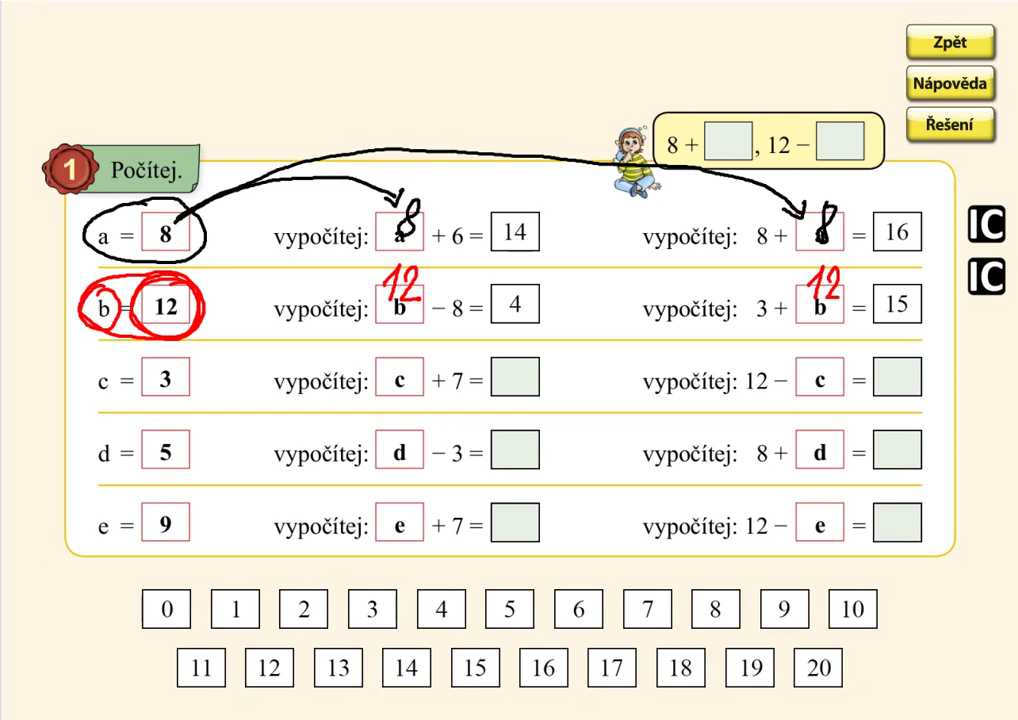 Zpět
Nápověda
Řešení
8 + , 12 −
1 Počítej.
a = 8 vypočítej: a 8 + 6 = 14 vypočítej: 8 + 8 = 16
b = 12 vypočítej: 12 b − 8 = 4 vypočítej: 3 + 12 b = 15
c = 3 vypočítej: c + 7 = vypočítej: 12 − c =
d = 5 vypočítej: d − 3 = vypočítej: 8 + d =
e = 9 vypočítej: e + 7 = vypočítej: 12 − e =
IC
IC
0 1 2 3 4 5 6 7 8 9 10
11 12 13 14 15 16 17 18 19 20